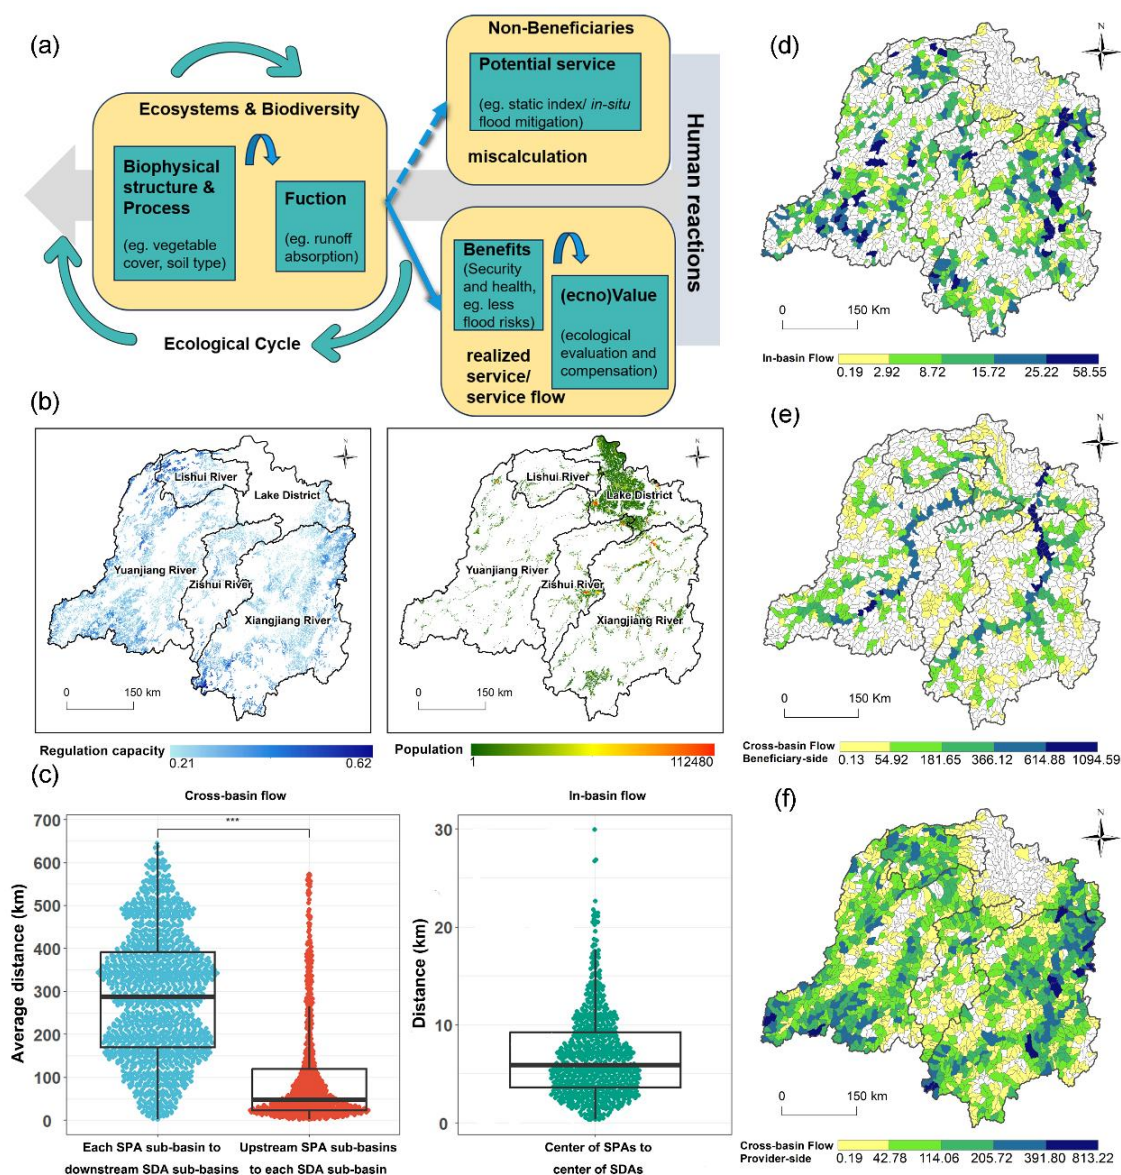 (a)
Ecosystems & Biodiversity
Biophysical
structure &
Process
(eg. vegetable
cover, soil type)
Fuction
(eg. runoff
absorption)
Ecological Cycle
Non-Beneficiaries
Potential service
(eg. static index/ in-situ
flood mitigation)
miscalculation
Benefits
(Security
and health,
eg. less
flood risks)
(ecno)Value
(ecological
evaluation and
compensation)
realized
service/
service flow
Human reactions
(b)
N
Lishui River
Lake District
Yuanjiang River
Zishui River
Xiangjiang River
0 150 km
Regulation capacity
0.21 0.62
N
Lishui River
Lake District
Yuanjiang River
Zishui River
Xiangjiang River
0 150 km
Population
1 112480
(c)
Cross-basin flow
***
Average distance (km)
700
600
500
400
300
200
100
0
Each SPA sub-basin to
downstream SDA sub-basins
Upstream SPA sub-basins
to each SDA sub-basin
In-basin flow
Distance (km)
30
20
10
0
Center of SPAs to
center of SDAs
(d)
N
0 150 Km
In-basin Flow
0.19 2.92 8.72 15.72 25.22 58.55
(e)
N
0 150 Km
Cross-basin Flow
Beneficiary-side
0.13 54.92 181.65 366.12 614.88 1094.59
(f)
N
0 150 Km
Cross-basin Flow
Provider-side
0.19 42.78 114.06 205.72 391.80 813.22